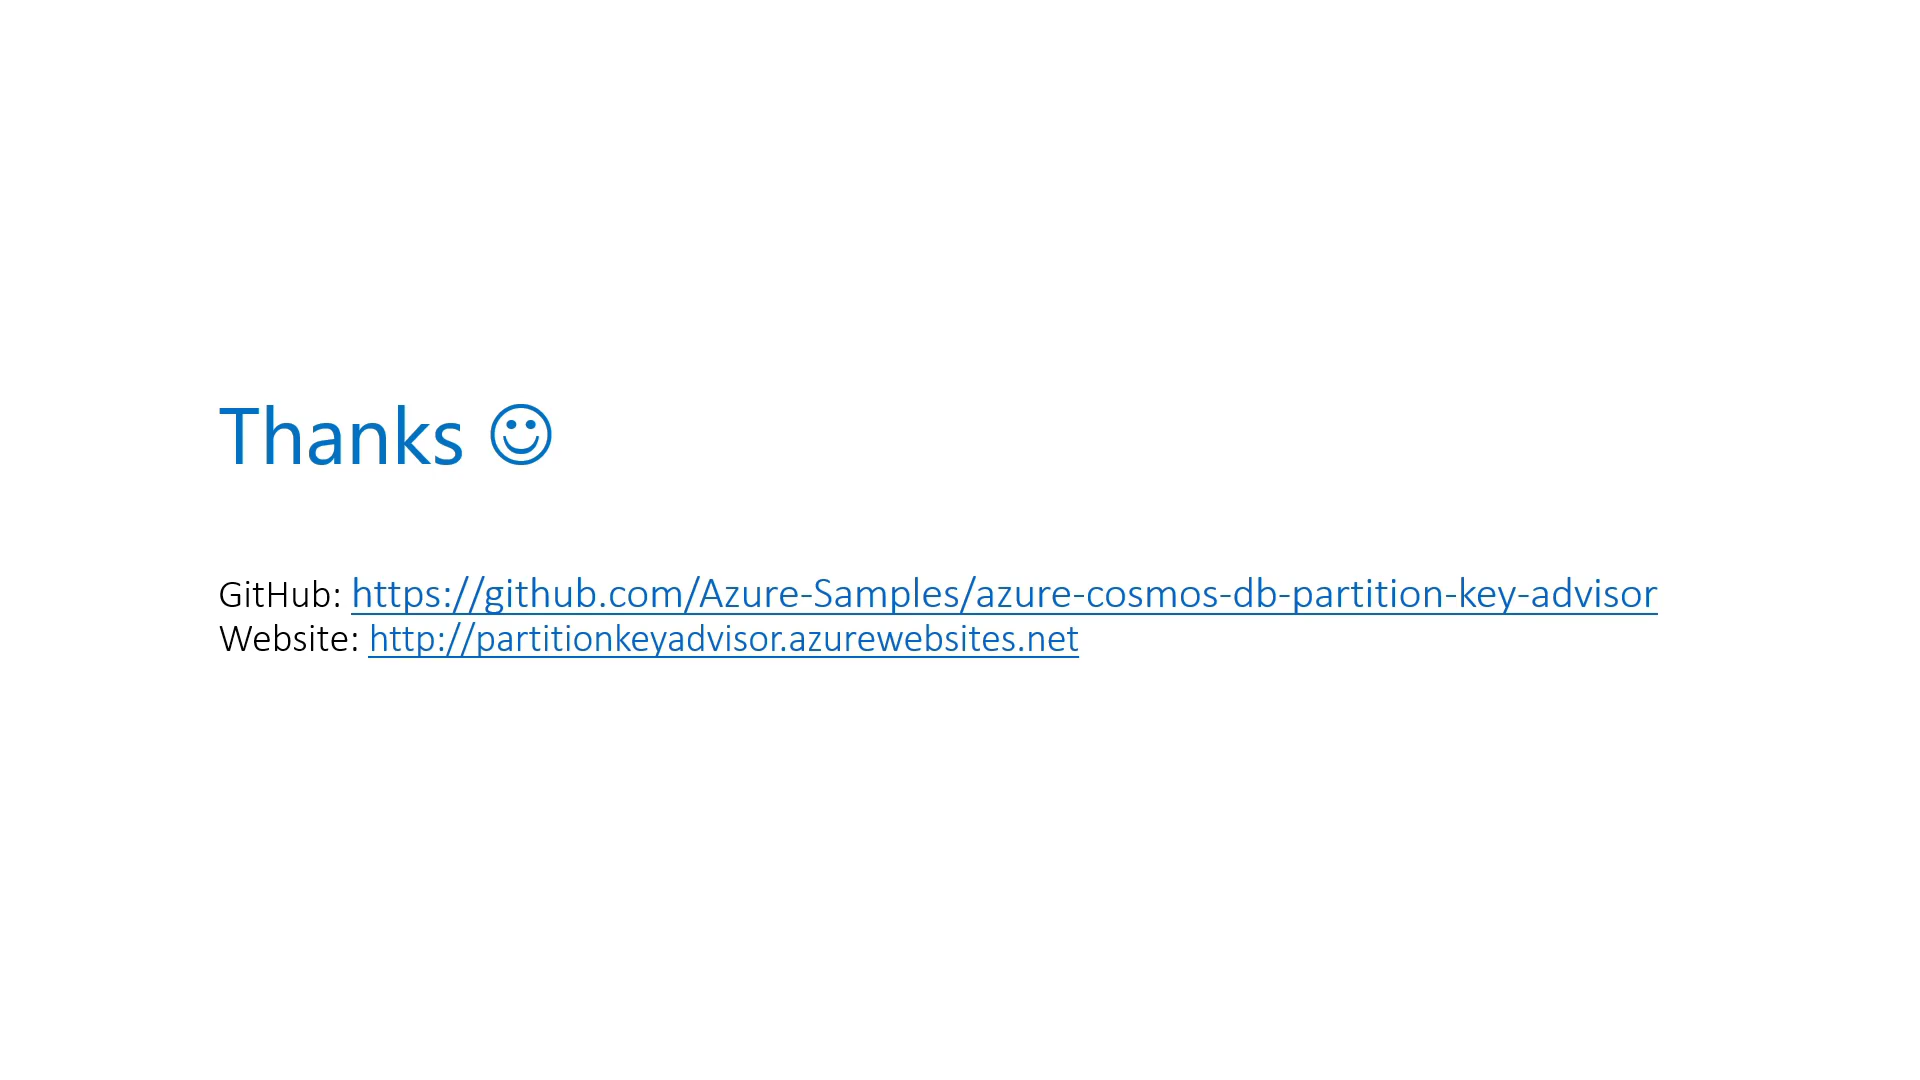 Thanks ☺
GitHub: https://github.com/Azure-Samples/azure-cosmos-db-partition-key-advisor
Website: http://partitionkeyadvisor.azurewebsites.net